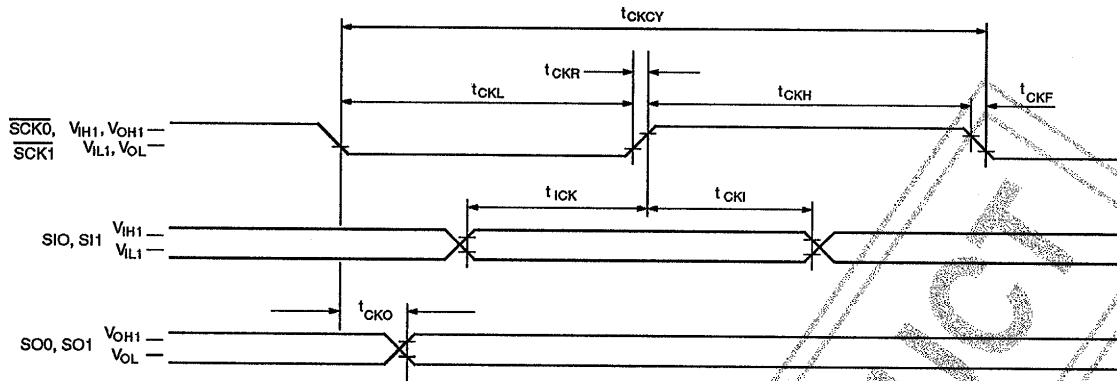 tCKCY
tCKR
tCKL
tCKH
tCKF
SCK0, VIH1, VOH1
SCK1 VIL1, VOL
tICK
tCKI
SIO, SI1 VIH1
VIL1
tCKO
SO0, SO1 VOH1
VOL